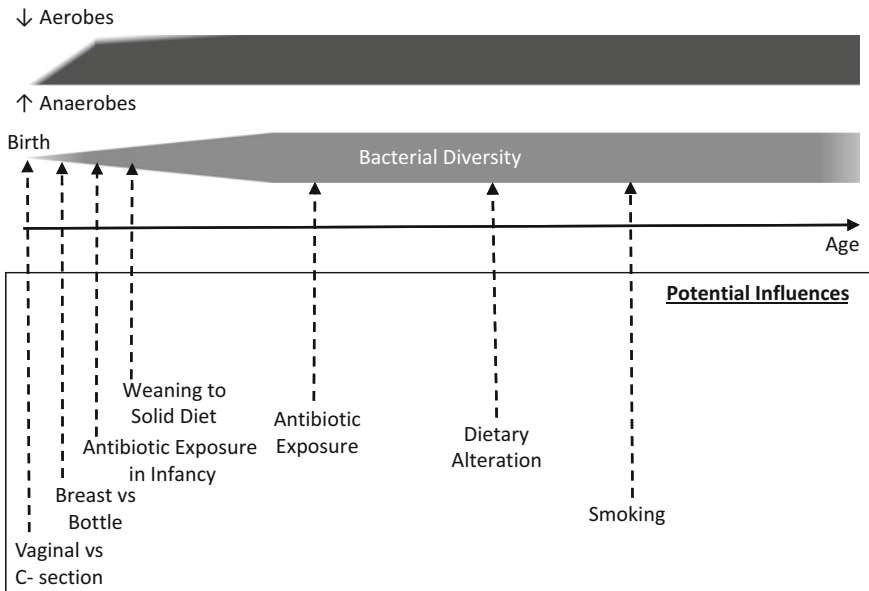 ↓ Aerobes
↑ Anaerobes
Birth
Bacterial Diversity
Age
Potential Influences
Weaning to
Solid Diet
Antibiotic Exposure
in Infancy
Breast vs
Bottle
Vaginal vs
C- section
Antibiotic
Exposure
Dietary
Alteration
Smoking